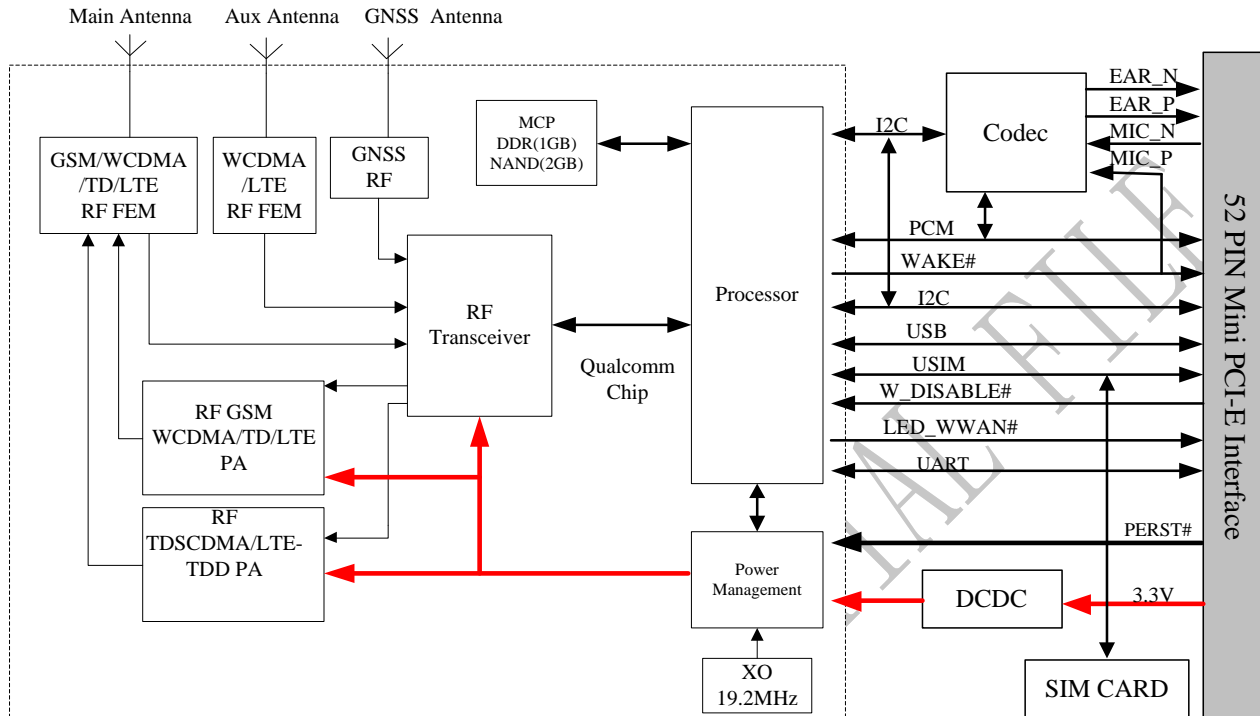 Main Antenna
Aux Antenna
GNSS Antenna
GSM/WCDMA
/TD/LTE
RF FEM
WCDMA
/LTE
RF FEM
GNSS
RF
MCP
DDR(1GB)
NAND(2GB)
RF
Transceiver
Qualcomm
Chip
Processor
RF GSM
WCDMA/TD/LTE
PA
RF
TDSCDMA/LTE-
TDD PA
Power
Management
XO
19.2MHz
I2C
Codec
EAR_N
EAR_P
MIC_N
MIC_P
PCM
WAKE#
I2C
USB
USIM
W_DISABLE#
LED_WWAN#
UART
PERST#
DCDC
3.3V
SIM CARD
52 PIN Mini PCI-E Interface